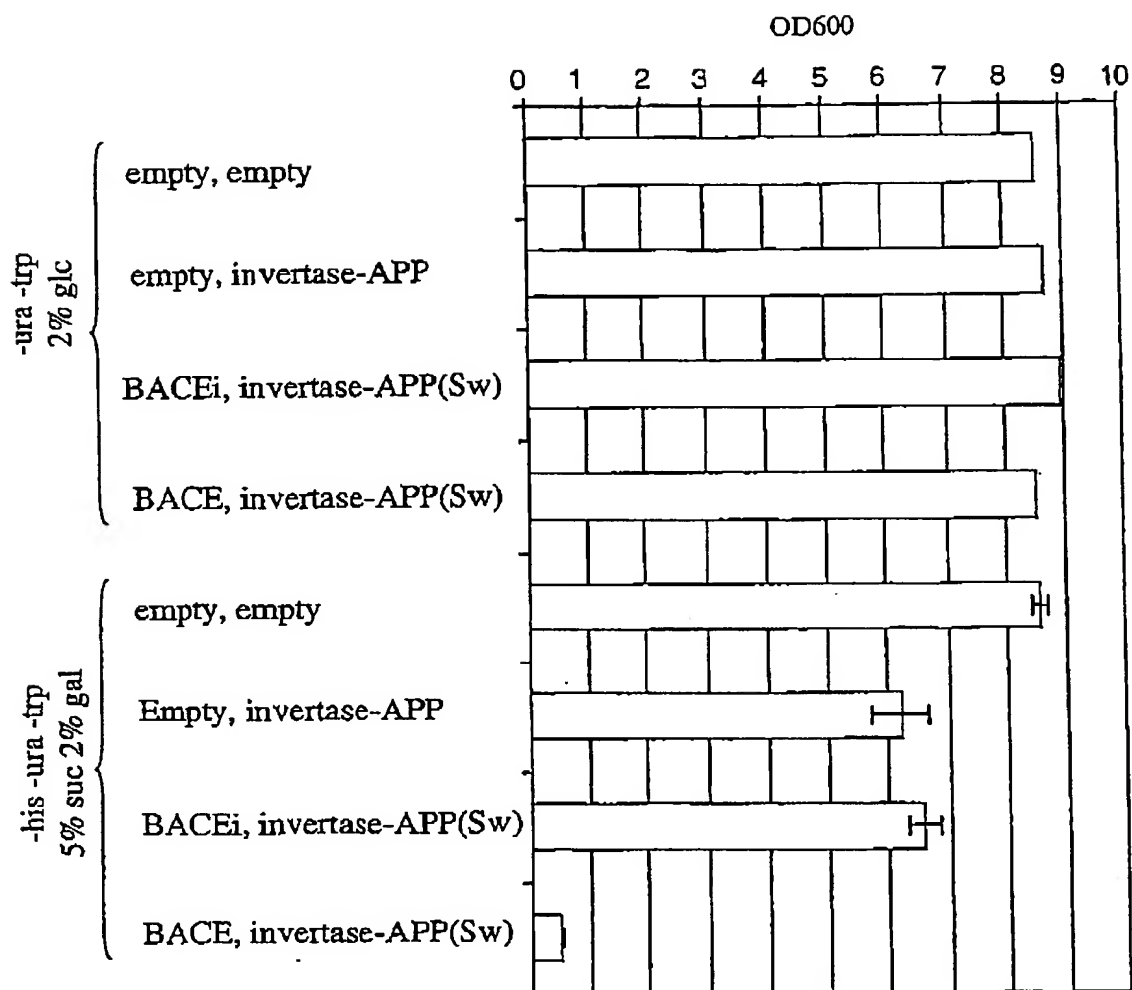 OD600
0 1 2 3 4 5 6 7 8 9 10
-ura -trp
2% glc
empty, empty
empty, invertase-APP
BACEi, invertase-APP(Sw)
BACE, invertase-APP(Sw)
-his -ura -trp
5% suc 2% gal
empty, empty
Empty, invertase-APP
BACEi, invertase-APP(Sw)
BACE, invertase-APP(Sw)